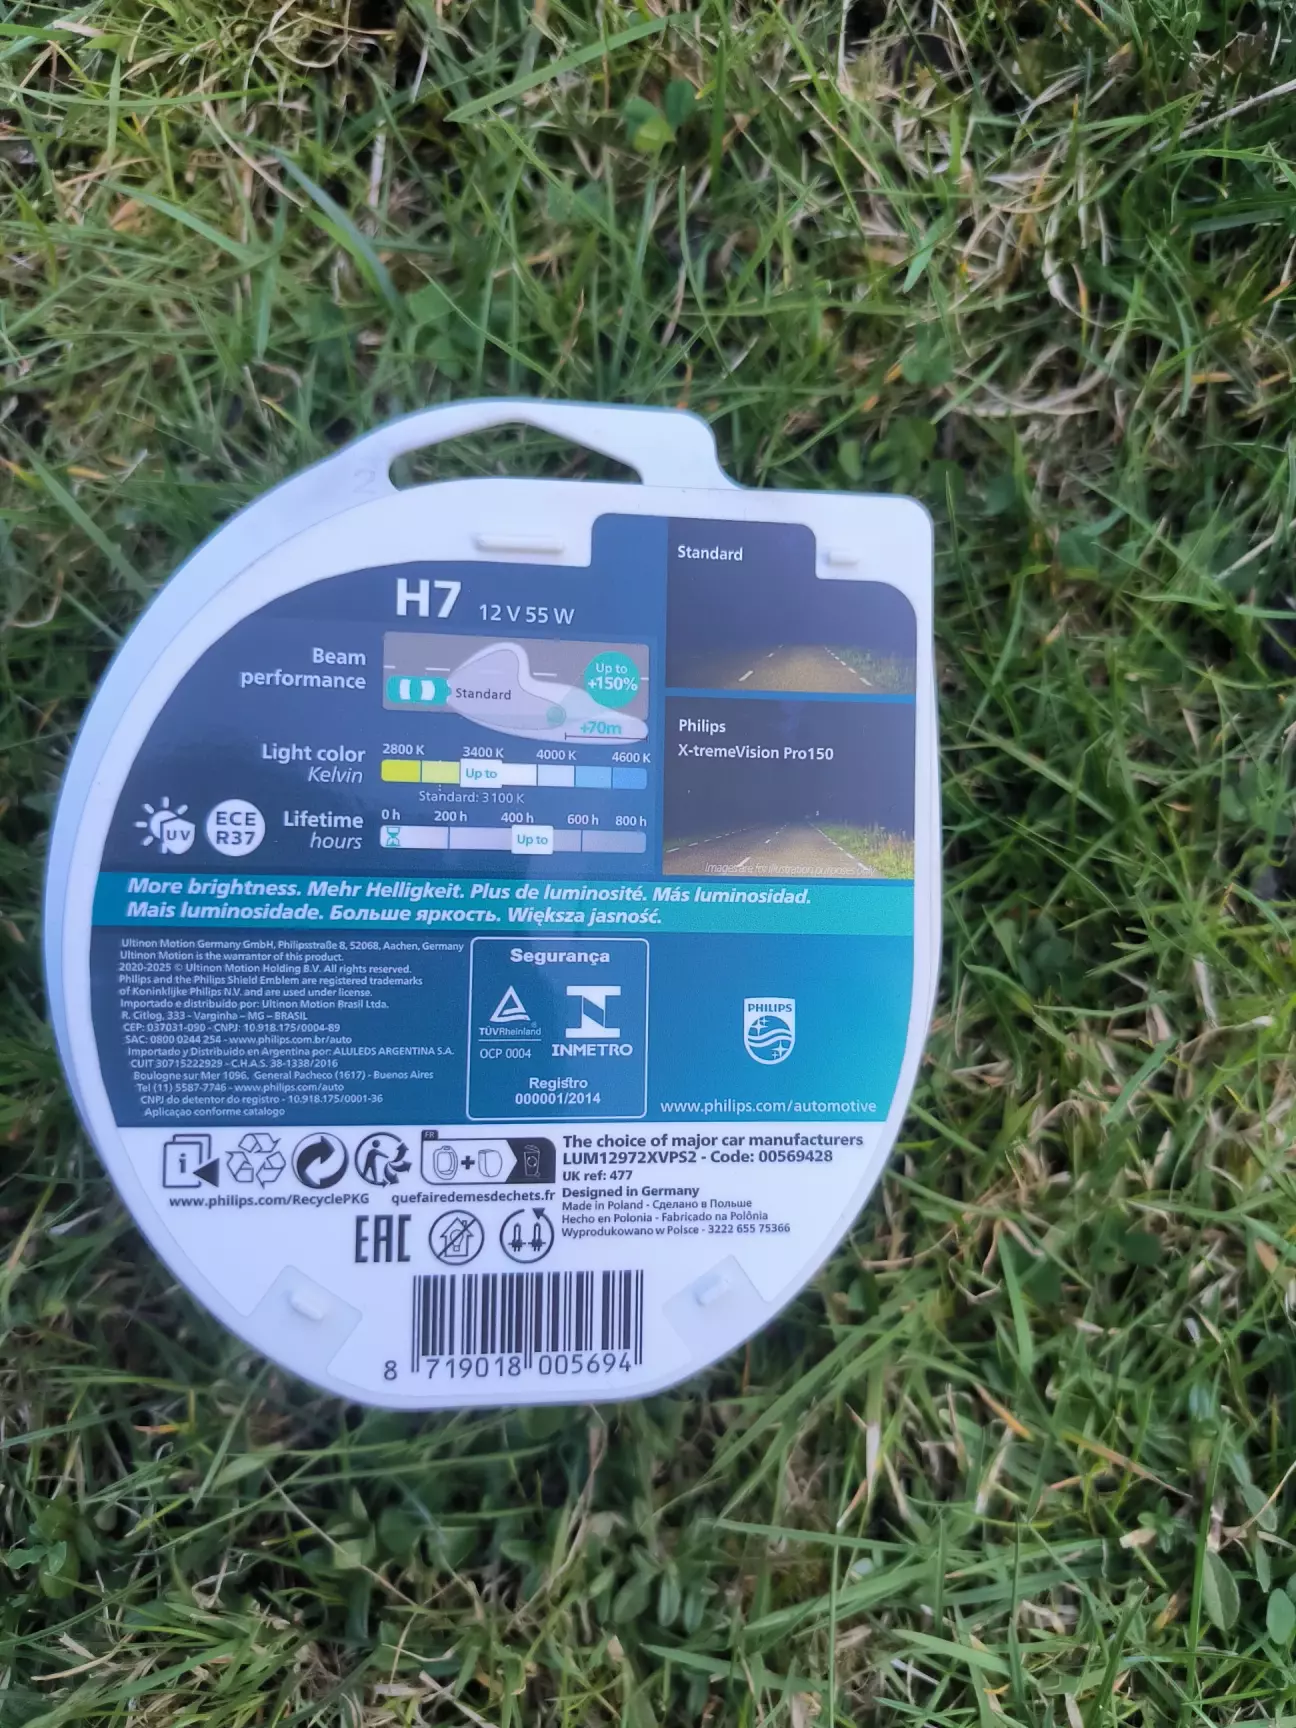 2
H7 12 V 55 W
Beam
performance
Standard
Up to
+150%
+70m
Light color
Kelvin
2800 K 3400 K 4000 K 4600 K
Up to
Standard: 3100 K
UV
ECE
R37
Lifetime
hours
0 h 200 h 400 h 600 h 800 h
Up to
Standard
Philips
X-tremeVision Pro150
Images are for illustration purposes only
More brightness. Mehr Helligkeit. Plus de luminosité. Más luminosidad.
Mais luminosidade. Больше яркость. Większa jasność.
Ultinon Motion Germany GmbH, Philipsstraße 8, 52068, Aachen, Germany
Ultinon Motion is the warrantor of this product.
2020-2025 © Ultinon Motion Holding B.V. All rights reserved.
Philips and the Philips Shield Emblem are registered trademarks
of Koninklijke Philips N.V. and are used under license.
Importado e distribuído por: Ultinon Motion Brasil Ltda.
R. Citlog, 333 - Varginha - MG - BRASIL
CEP: 037031-090 - CNPJ: 10.918.175/0004-89
SAC: 0800 0244 254 - www.philips.com.br/auto
Importado y Distribuido en Argentina por: ALULEDS ARGENTINA S.A.
CUIT 30715222929 - C.H.A.S. 38-1338/2016
Boulogne sur Mer 1096, General Pacheco (1617) - Buenos Aires
Tel (11) 5587-7746 - www.philips.com/auto
CNPJ do detentor do registro - 10.918.175/0001-36
Aplicaçao conforme catalogo
Segurança
TÜVRheinland
OCP 0004
INMETRO
Registro
000001/2014
PHILIPS
www.philips.com/automotive
FR
www.philips.com/RecyclePKG
quefairedemesdechets.fr
The choice of major car manufacturers
LUM12972XVPS2 - Code: 00569428
UK ref: 477
Designed in Germany
Made in Poland - Сделано в Польше
Hecho en Polonia - Fabricado na Polônia
Wyprodukowano w Polsce - 3222 655 75366
EAC
8 719018 005694